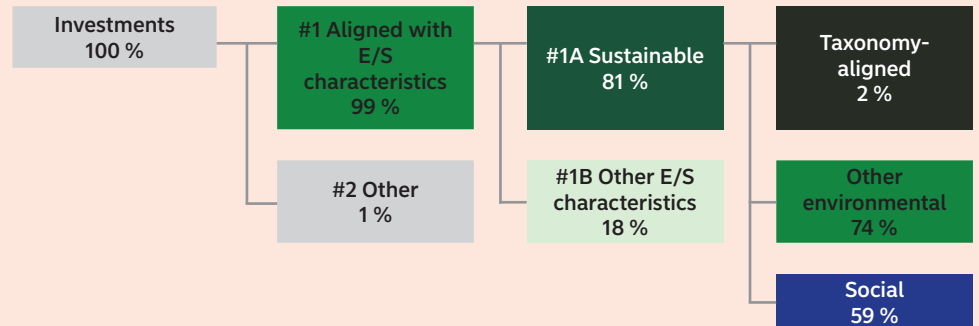 Investments
100 %
#1 Aligned with
E/S
characteristics
99 %
#1A Sustainable
81 %
Taxonomy-
aligned
2 %
#2 Other
1 %
#1B Other E/S
characteristics
18 %
Other
environmental
74 %
Social
59 %